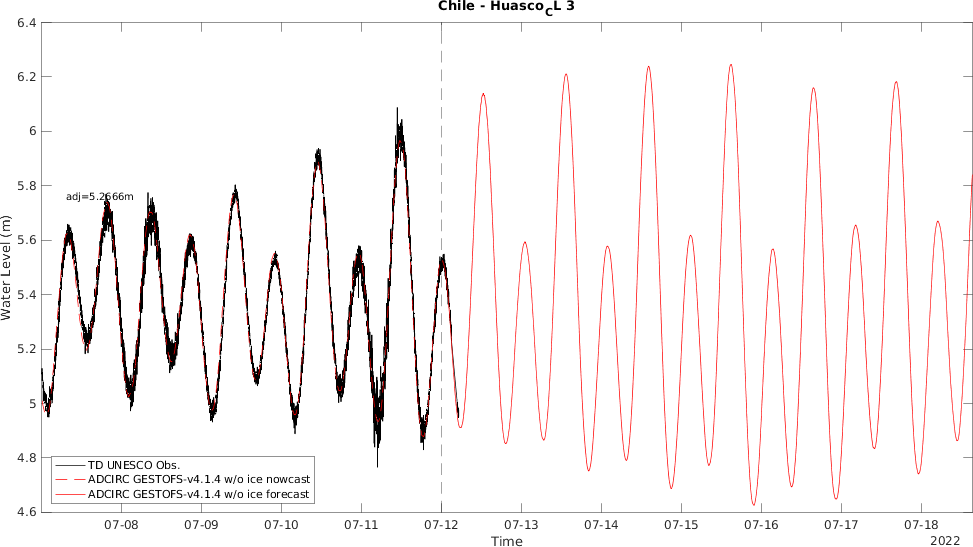 Chile - Huasco_CL 3
6.4
6.2
6
5.8
5.6
5.4
5.2
5
4.8
4.6
Water Level (m)
adj=5.2666m
TD UNESCO Obs.
ADCIRC GESTOFS-v4.1.4 w/o ice nowcast
ADCIRC GESTOFS-v4.1.4 w/o ice forecast
07-08 07-09 07-10 07-11 07-12 07-13 07-14 07-15 07-16 07-17 07-18
Time
2022